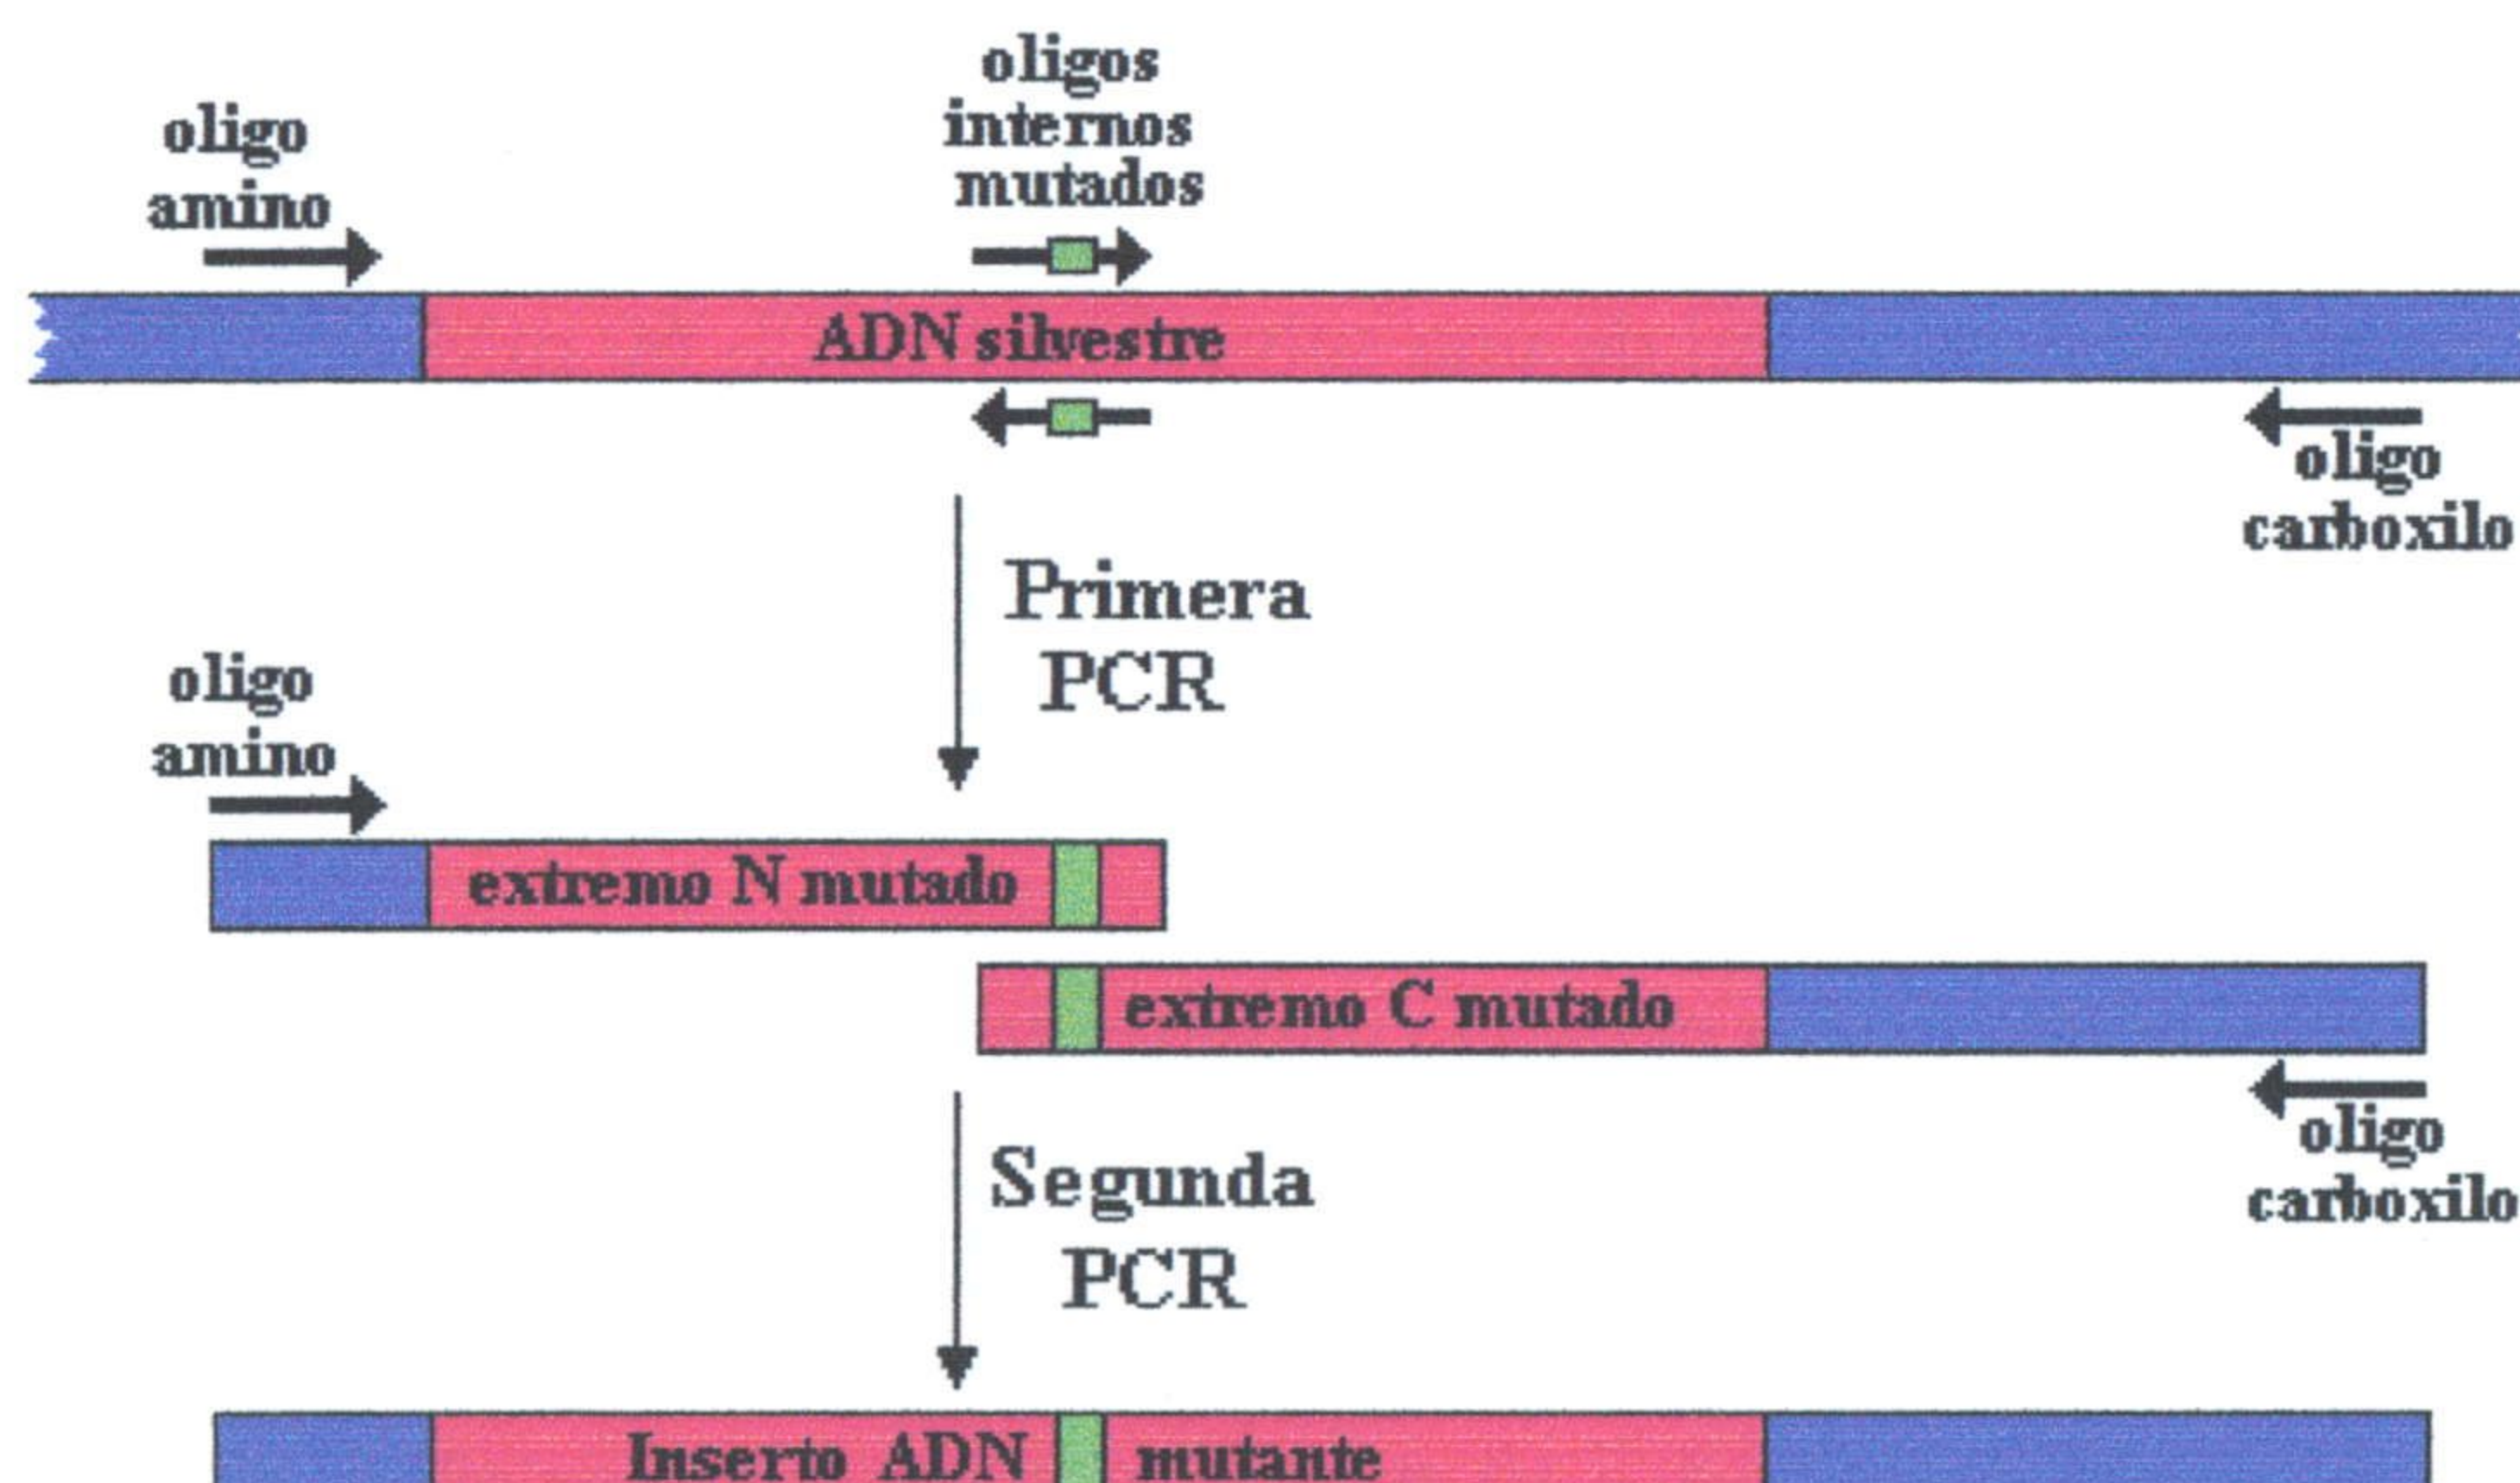 oligo
amino
oligos
internos
mutados
ADN silvestre
oligo
carboxilo
Primera
PCR
oligo
amino
extremo N mutado
extremo C mutado
oligo
carboxilo
Segunda
PCR
Inserto ADN mutante